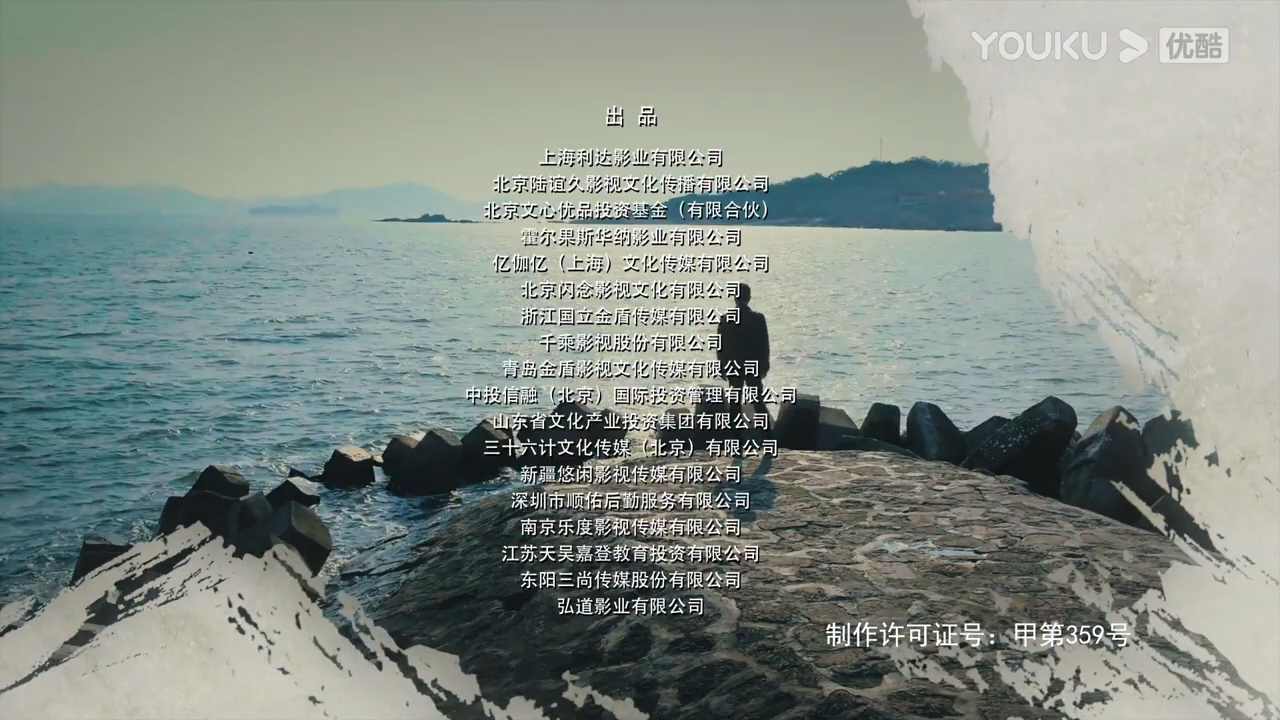 YOUKU 优酷
出 品
上海利达影业有限公司
北京陆谊久影视文化传播有限公司
北京文心优品投资基金（有限合伙）
霍尔果斯华纳影业有限公司
亿伽亿（上海）文化传媒有限公司
北京闪念影视文化有限公司
浙江国立金盾传媒有限公司
千乘影视股份有限公司
青岛金盾影视文化传媒有限公司
中投信融（北京）国际投资管理有限公司
山东省文化产业投资集团有限公司
三十六计文化传媒（北京）有限公司
新疆悠闲影视传媒有限公司
深圳市顺佑后勤服务有限公司
南京乐度影视传媒有限公司
江苏天吴嘉登教育投资有限公司
东阳三尚传媒股份有限公司
弘道影业有限公司
制作许可证号：甲第359号